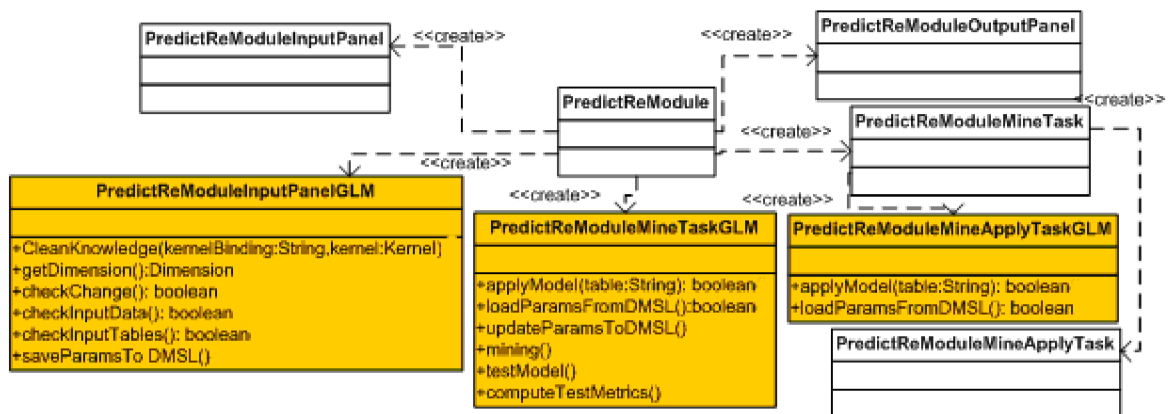 PredictReModuleInputPanel
<<create>>
<<create>>
PredictReModuleOutputPanel
PredictReModule
<<create>>
<<create>>
PredictReModuleMineTask
<<create>>
<<create>>
<<create>>
PredictReModuleInputPanelGLM
+CleanKnowledge(kernelBinding:String,kernel:Kernel)
+getDimension():Dimension
+checkChange(): boolean
+checkInputData(): boolean
+checkInputTables(): boolean
+saveParamsTo DMSL()
PredictReModuleMineTaskGLM
+applyModel(table:String): boolean
+loadParamsFromDMSL():boolean
+updateParamsToDMSL()
+mining()
+testModel()
+computeTestMetrics()
PredictReModuleMineApplyTaskGLM
+applyModel(table:String): boolean
+loadParamsFromDMSL(): boolean
PredictReModuleMineApplyTask